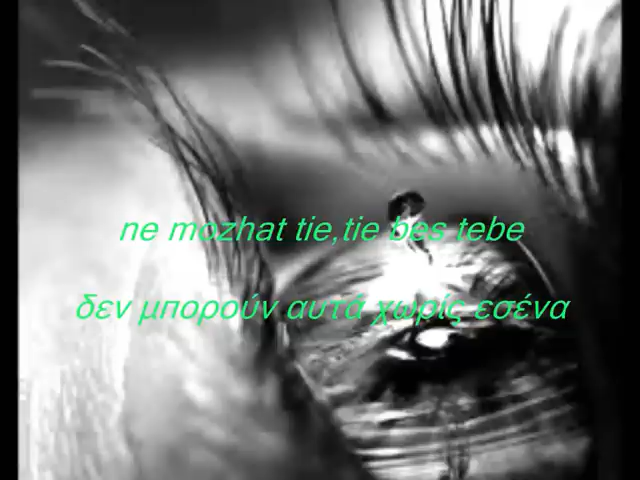 ne mozhat tie,tie bes tebe
δεν μπορούν αυτά χωρίς εσένα